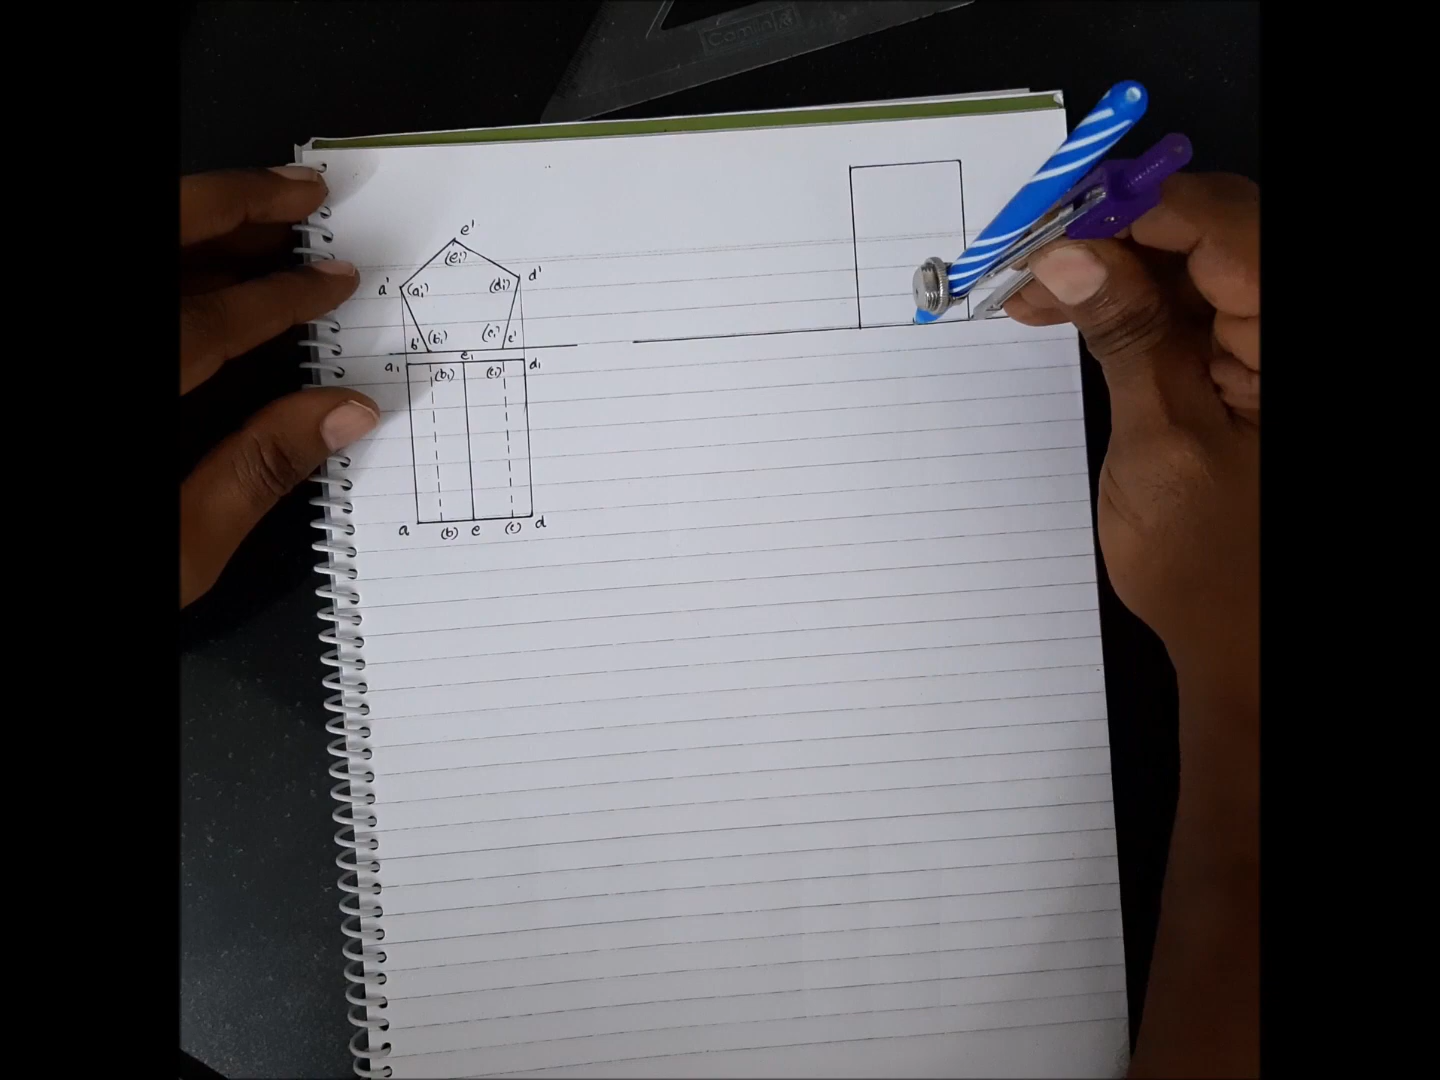 Camlin
e'
(e₁')
d'
a' (a₁') (d₁')
b' (b₁') (c₁') c'
e₁
a₁ (b₁) (c₁) d₁
a (b) e (c) d